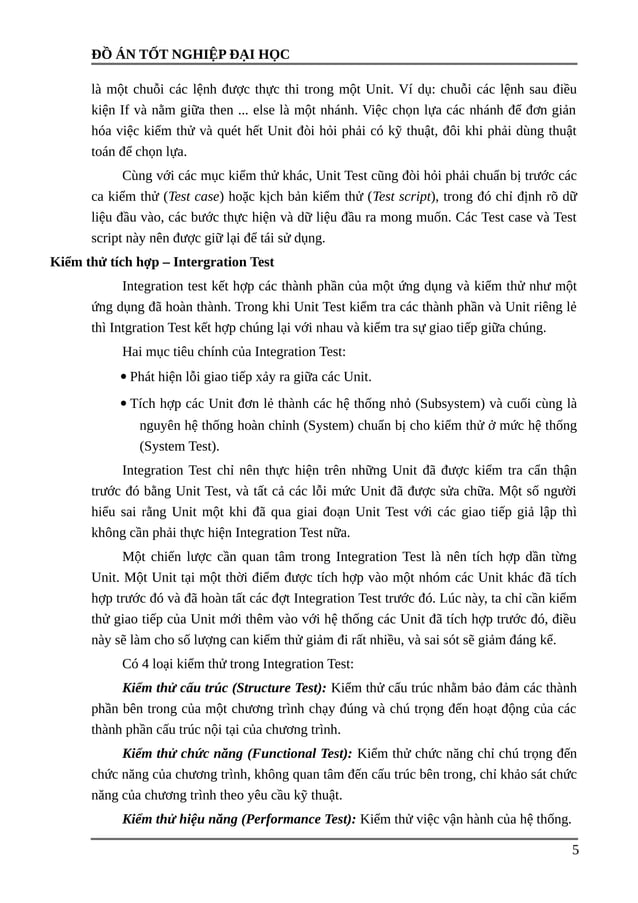 ĐỒ ÁN TỐT NGHIỆP ĐẠI HỌC
là một chuỗi các lệnh được thực thi trong một Unit. Ví dụ: chuỗi các lệnh sau điều
kiện If và nằm giữa then ... else là một nhánh. Việc chọn lựa các nhánh để đơn giản
hóa việc kiểm thử và quét hết Unit đòi hỏi phải có kỹ thuật, đôi khi phải dùng thuật
toán để chọn lựa.
Cùng với các mục kiểm thử khác, Unit Test cũng đòi hỏi phải chuẩn bị trước các
ca kiểm thử (Test case) hoặc kịch bản kiểm thử (Test script), trong đó chỉ định rõ dữ
liệu đầu vào, các bước thực hiện và dữ liệu đầu ra mong muốn. Các Test case và Test
script này nên được giữ lại để tái sử dụng.
Kiểm thử tích hợp – Intergration Test
Integration test kết hợp các thành phần của một ứng dụng và kiểm thử như một
ứng dụng đã hoàn thành. Trong khi Unit Test kiểm tra các thành phần và Unit riêng lẻ
thì Intgration Test kết hợp chúng lại với nhau và kiểm tra sự giao tiếp giữa chúng.
Hai mục tiêu chính của Integration Test:
• Phát hiện lỗi giao tiếp xảy ra giữa các Unit.
• Tích hợp các Unit đơn lẻ thành các hệ thống nhỏ (Subsystem) và cuối cùng là
nguyên hệ thống hoàn chỉnh (System) chuẩn bị cho kiểm thử ở mức hệ thống
(System Test).
Integration Test chỉ nên thực hiện trên những Unit đã được kiểm tra cẩn thận
trước đó bằng Unit Test, và tất cả các lỗi mức Unit đã được sửa chữa. Một số người
hiểu sai rằng Unit một khi đã qua giai đoạn Unit Test với các giao tiếp giả lập thì
không cần phải thực hiện Integration Test nữa.
Một chiến lược cần quan tâm trong Integration Test là nên tích hợp dần từng
Unit. Một Unit tại một thời điểm được tích hợp vào một nhóm các Unit khác đã tích
hợp trước đó và đã hoàn tất các đợt Integration Test trước đó. Lúc này, ta chỉ cần kiểm
thử giao tiếp của Unit mới thêm vào với hệ thống các Unit đã tích hợp trước đó, điều
này sẽ làm cho số lượng can kiểm thử giảm đi rất nhiều, và sai sót sẽ giảm đáng kể.
Có 4 loại kiểm thử trong Integration Test:
Kiểm thử cấu trúc (Structure Test): Kiểm thử cấu trúc nhằm bảo đảm các thành
phần bên trong của một chương trình chạy đúng và chú trọng đến hoạt động của các
thành phần cấu trúc nội tại của chương trình.
Kiểm thử chức năng (Functional Test): Kiểm thử chức năng chỉ chú trọng đến
chức năng của chương trình, không quan tâm đến cấu trúc bên trong, chỉ khảo sát chức
năng của chương trình theo yêu cầu kỹ thuật.
Kiểm thử hiệu năng (Performance Test): Kiểm thử việc vận hành của hệ thống.
5